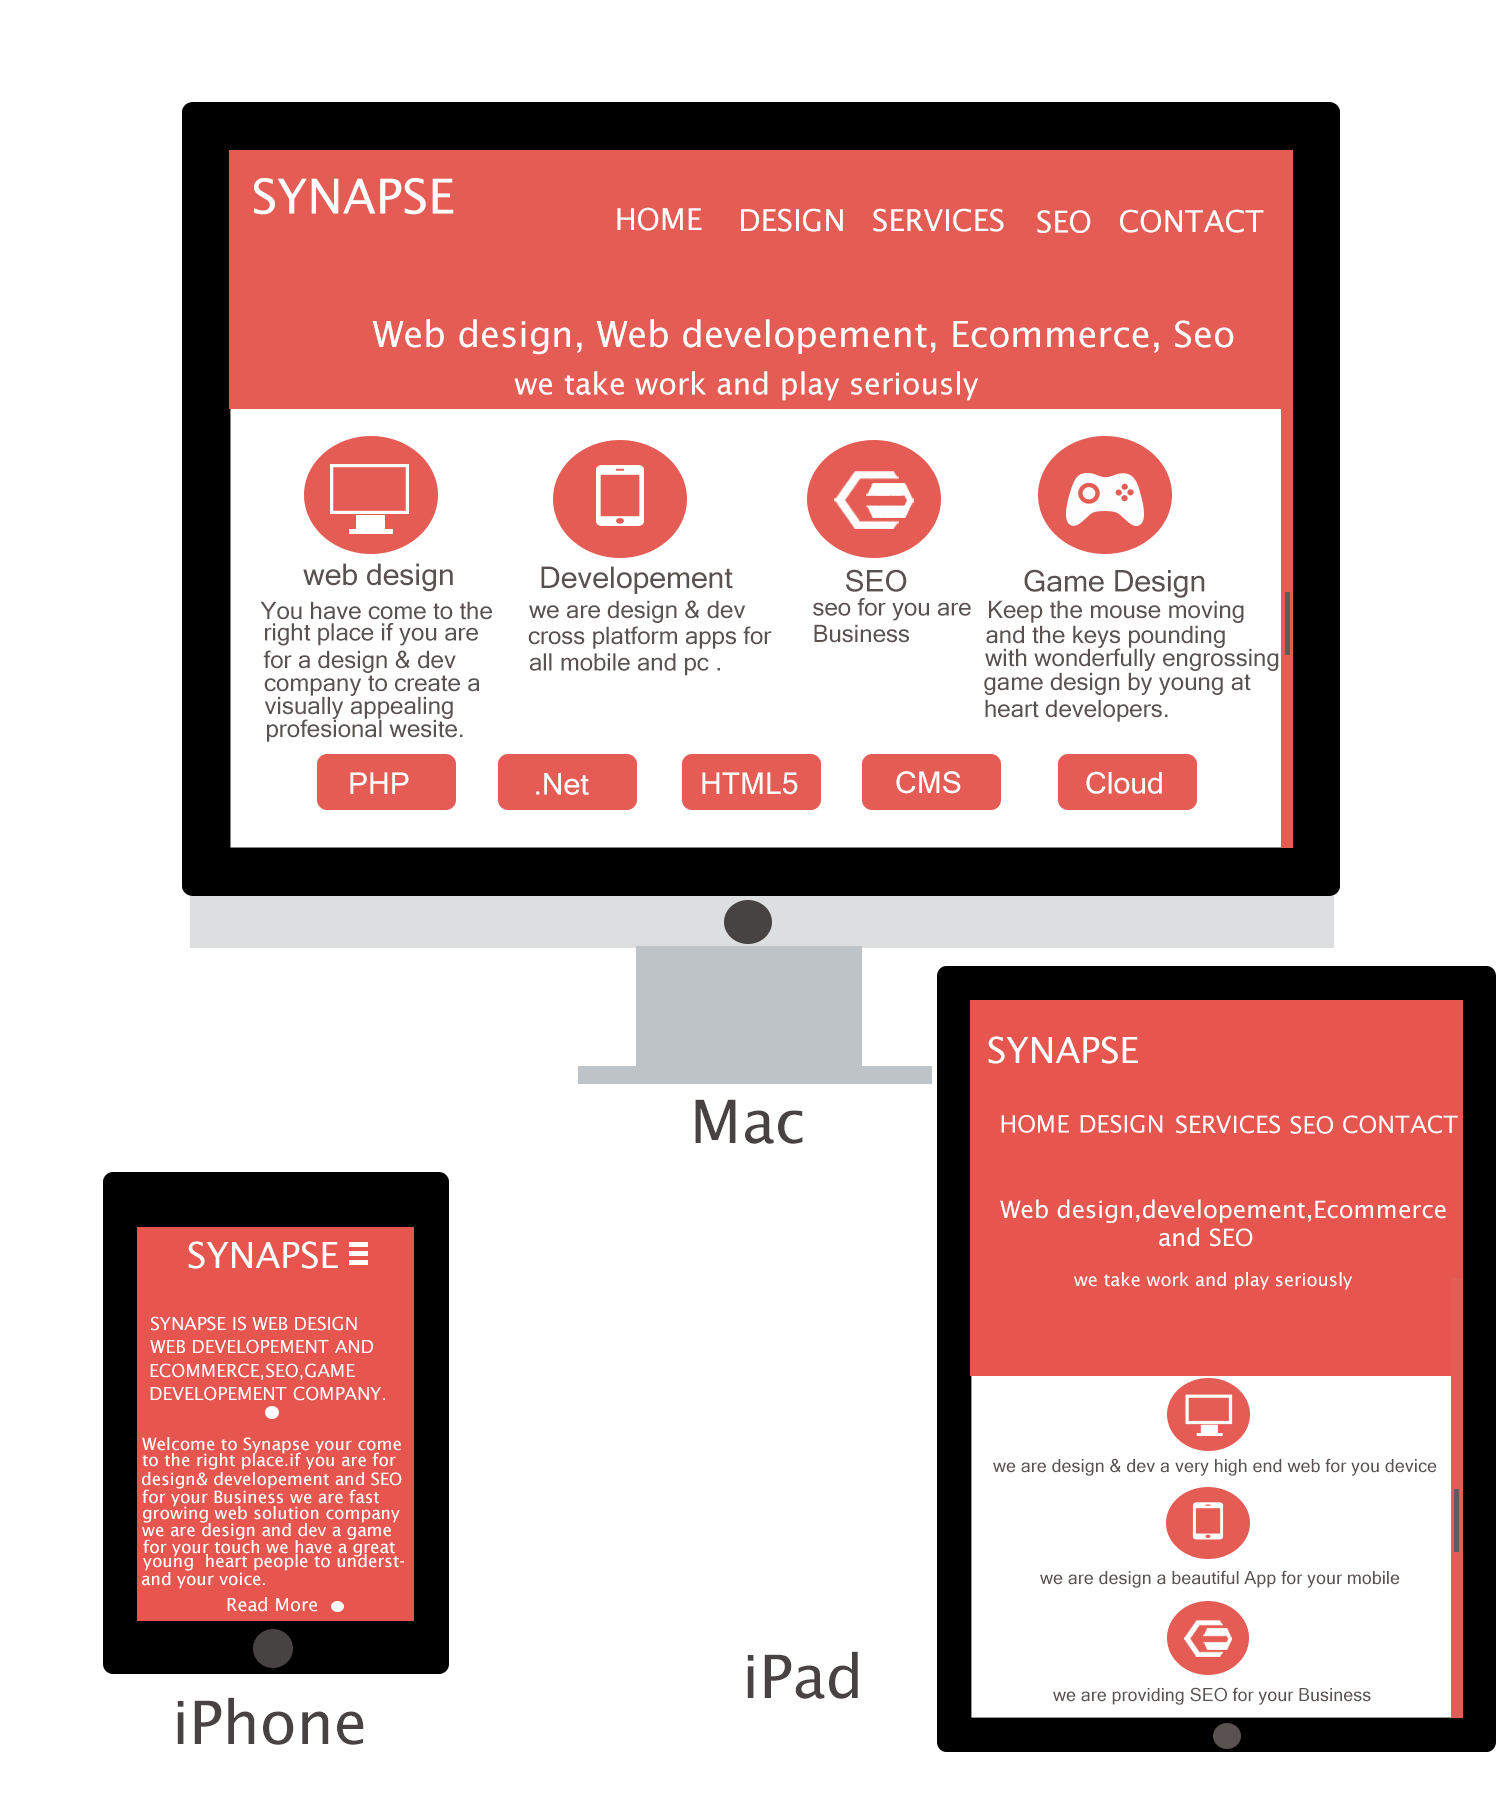 SYNAPSE
HOME DESIGN SERVICES SEO CONTACT
Web design, Web developement, Ecommerce, Seo
we take work and play seriously
web design
You have come to the
right place if you are
for a design & dev
company to create a
visually appealing
profesional wesite.
Developement
we are design & dev
cross platform apps for
all mobile and pc .
SEO
seo for you are
Business
Game Design
Keep the mouse moving
and the keys pounding
with wonderfully engrossing
game design by young at
heart developers.
PHP
.Net
HTML5
CMS
Cloud
Mac
SYNAPSE
HOME DESIGN SERVICES SEO CONTACT
Web design,developement,Ecommerce
and SEO
we take work and play seriously
we are design & dev a very high end web for you device
we are design a beautiful App for your mobile
we are providing SEO for your Business
iPad
SYNAPSE
SYNAPSE IS WEB DESIGN
WEB DEVELOPEMENT AND
ECOMMERCE,SEO,GAME
DEVELOPEMENT COMPANY.
Welcome to Synapse your come
to the right place.if you are for
design& developement and SEO
for your Business we are fast
growing web solution company
we are design and dev a game
for your touch we have a great
young heart people to underst-
and your voice.
Read More
iPhone